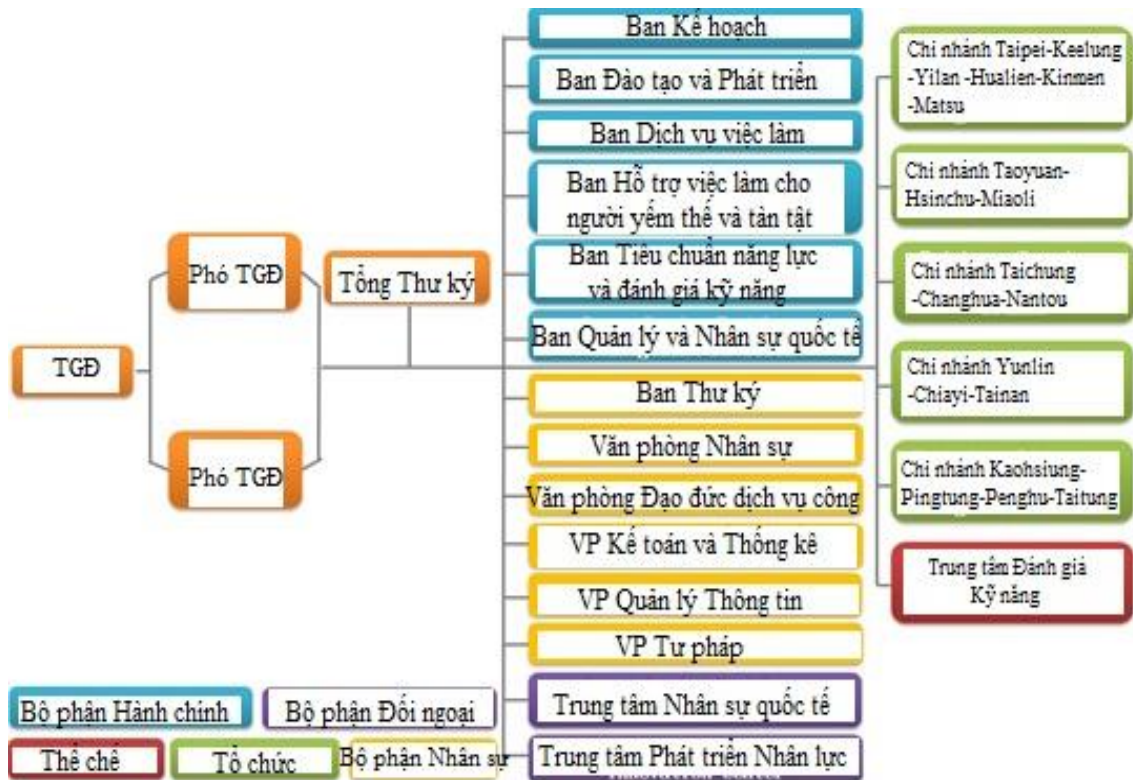 TGĐ
Phó TGĐ
Phó TGĐ
Tổng Thư ký
Ban Kế hoạch
Ban Đào tạo và Phát triển
Ban Dịch vụ việc làm
Ban Hỗ trợ việc làm cho
người yếm thế và tàn tật
Ban Tiêu chuẩn năng lực
và đánh giá kỹ năng
Ban Quản lý và Nhân sự quốc tế
Ban Thư ký
Văn phòng Nhân sự
Văn phòng Đạo đức dịch vụ công
VP Kế toán và Thống kê
VP Quản lý Thông tin
VP Tư pháp
Trung tâm Nhân sự quốc tế
Trung tâm Phát triển Nhân lực
Chi nhánh Taipei-Keelung
-Yilan -Hualien-Kinmen
-Matsu
Chi nhánh Taoyuan-
Hsinchu-Miaoli
Chi nhánh Taichung
-Changhua-Nantou
Chi nhánh Yunlin
-Chiayi-Tainan
Chi nhánh Kaohsiung-
Pingtung-Penghu-Taitung
Trung tâm Đánh giá
Kỹ năng
Bộ phân Hành chinh
Bộ phận Đối ngoại
Thể chế
Tổ chức
Bộ phận Nhân sự